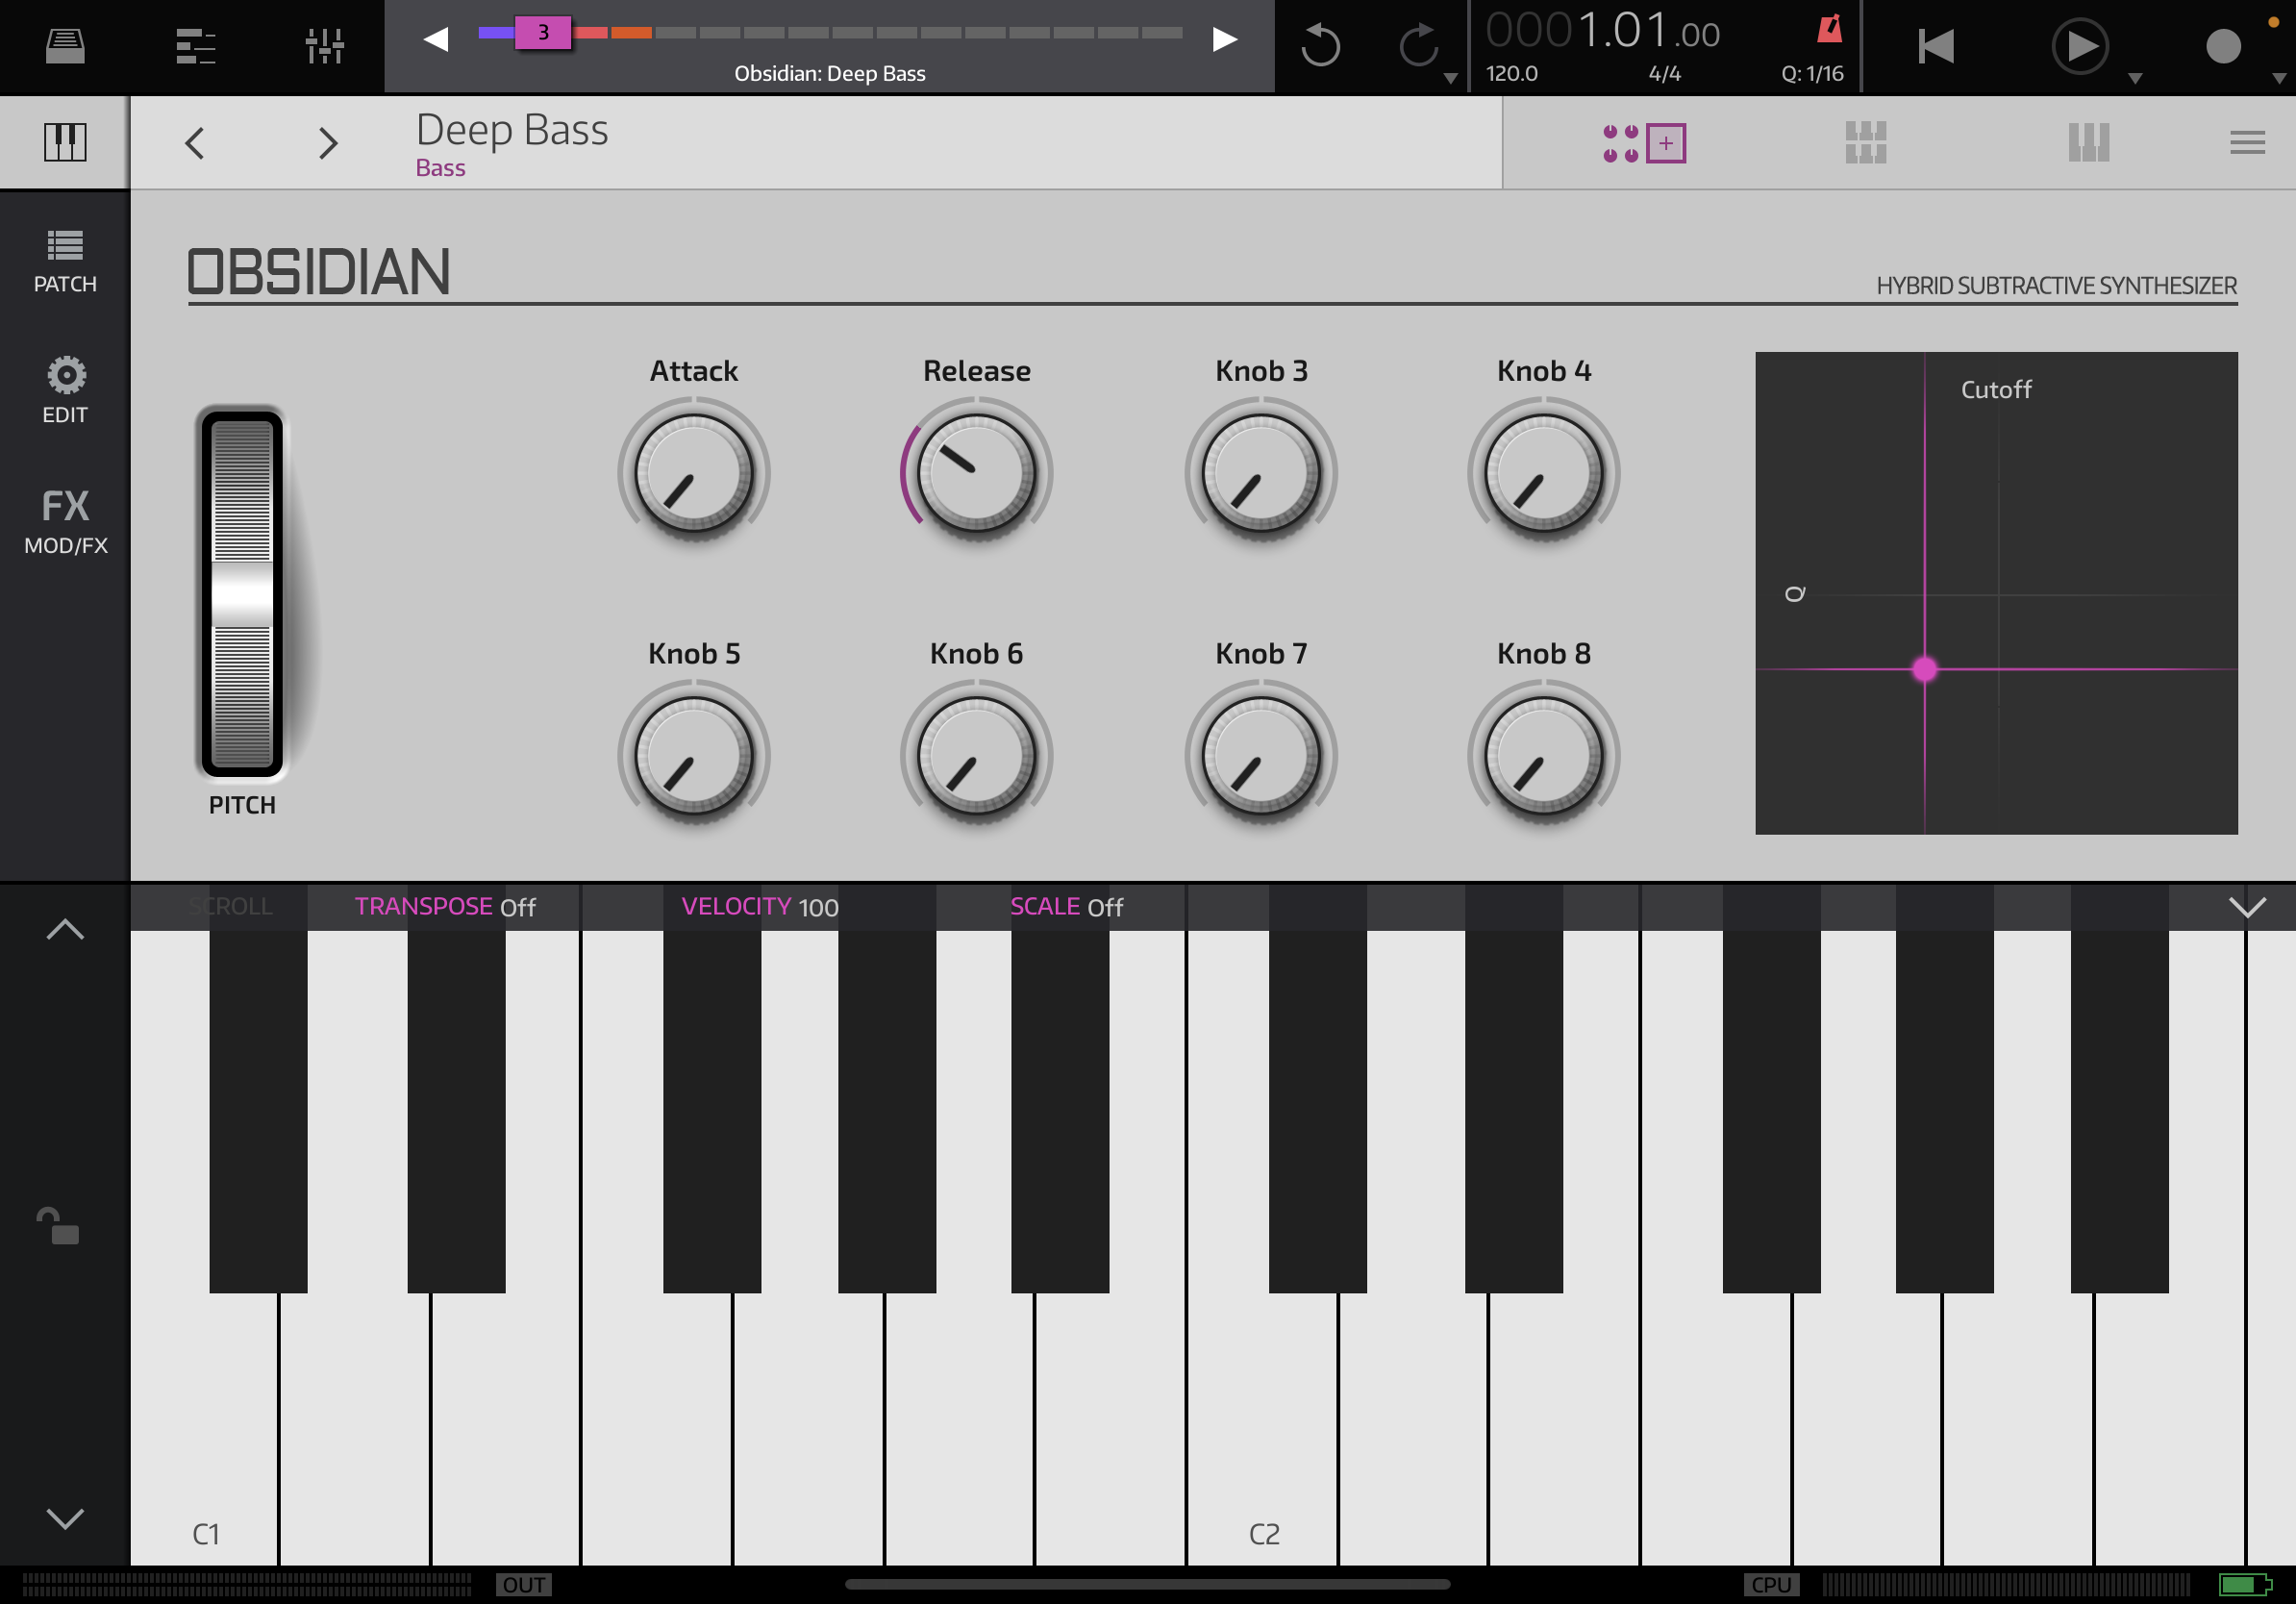 3
Obsidian: Deep Bass
0001.01.00
120.0 4/4 Q: 1/16
Deep Bass
Bass
PATCH
EDIT
FX
MOD/FX
OBSIDIAN
HYBRID SUBTRACTIVE SYNTHESIZER
Attack Release Knob 3 Knob 4
Cutoff
Q
Knob 5 Knob 6 Knob 7 Knob 8
PITCH
SCROLL TRANSPOSE Off VELOCITY 100 SCALE Off
C1 C2
OUT CPU